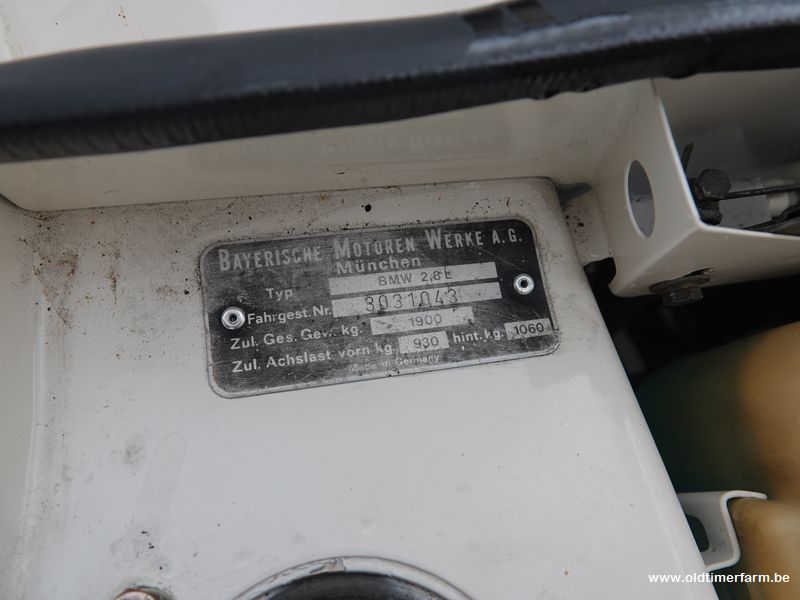 BAYERISCHE MOTOREN WERKE A.G.
München
Typ BMW 2,8 L
Fahrgest.Nr. 3031043
Zul. Ges. Gew. kg. 1900
Zul. Achslast vorn kg. 930 hint. kg. 1060
Made in Germany
www.oldtimerfarm.be